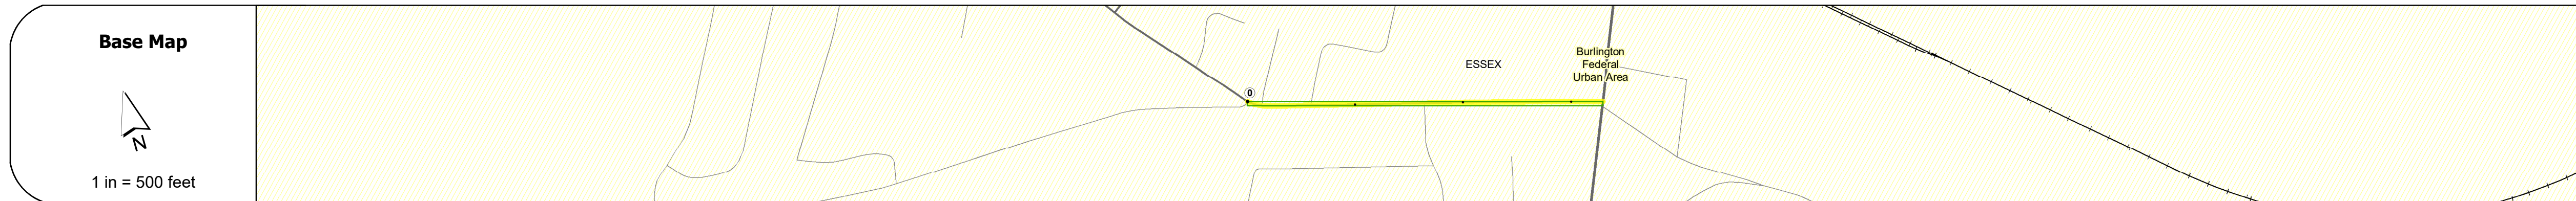 Base Map
N
1 in = 500 feet
0
ESSEX
Burlington
Federal
Urban Area